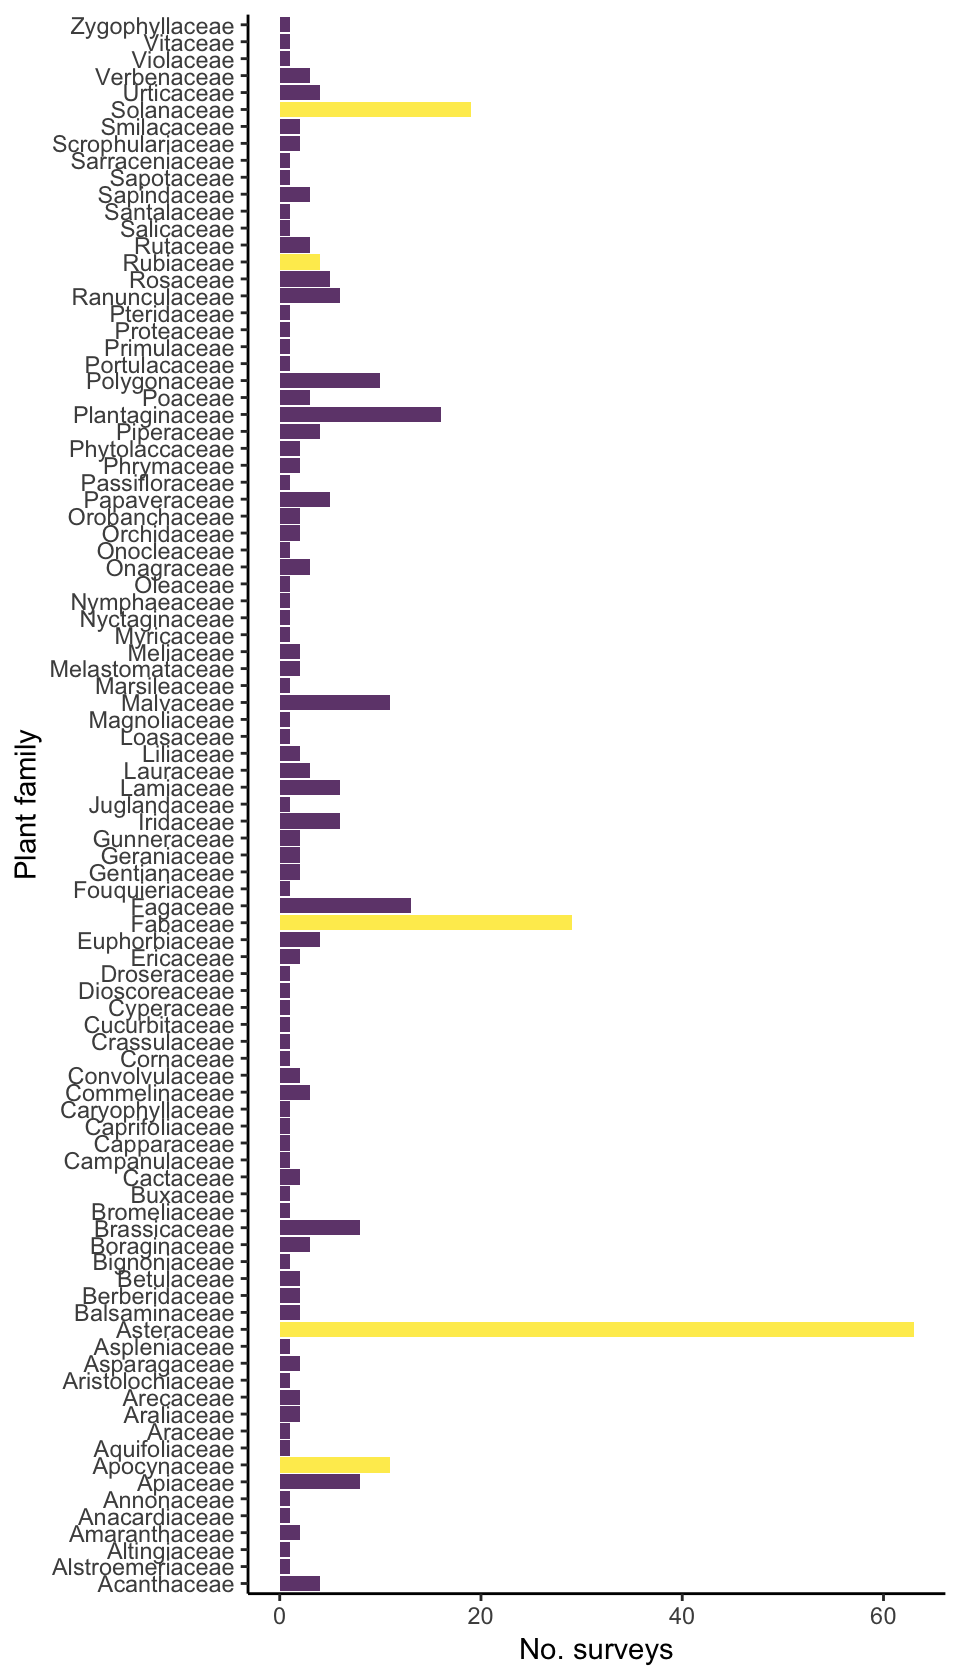 Zygophyllaceae
Vitaceae
Violaceae
Verbenaceae
Urticaceae
Solanaceae
Smilacaceae
Scrophulariaceae
Sarraceniaceae
Sapotaceae
Sapindaceae
Santalaceae
Salicaceae
Rutaceae
Rubiaceae
Rosaceae
Ranunculaceae
Pteridaceae
Proteaceae
Primulaceae
Portulacaceae
Polygonaceae
Poaceae
Plantaginaceae
Piperaceae
Phytolaccaceae
Phrymaceae
Passifloraceae
Papaveraceae
Orobanchaceae
Orchidaceae
Onocleaceae
Onagraceae
Oleaceae
Nymphaeaceae
Nyctaginaceae
Myricaceae
Meliaceae
Melastomataceae
Marsileaceae
Malvaceae
Magnoliaceae
Loasaceae
Liliaceae
Lauraceae
Lamiaceae
Juglandaceae
Iridaceae
Gunneraceae
Geraniaceae
Gentianaceae
Fouquieriaceae
Fagaceae
Fabaceae
Euphorbiaceae
Ericaceae
Droseraceae
Dioscoreaceae
Cyperaceae
Cucurbitaceae
Crassulaceae
Cornaceae
Convolvulaceae
Commelinaceae
Caryophyllaceae
Caprifoliaceae
Capparaceae
Campanulaceae
Cactaceae
Buxaceae
Bromeliaceae
Brassicaceae
Boraginaceae
Bignoniaceae
Betulaceae
Berberidaceae
Balsaminaceae
Asteraceae
Aspleniaceae
Asparagaceae
Aristolochiaceae
Arecaceae
Araliaceae
Araceae
Aquifoliaceae
Apocynaceae
Apiaceae
Annonaceae
Anacardiaceae
Amaranthaceae
Altingiaceae
Alstroemeriaceae
Acanthaceae
Plant family
0 20 40 60
No. surveys